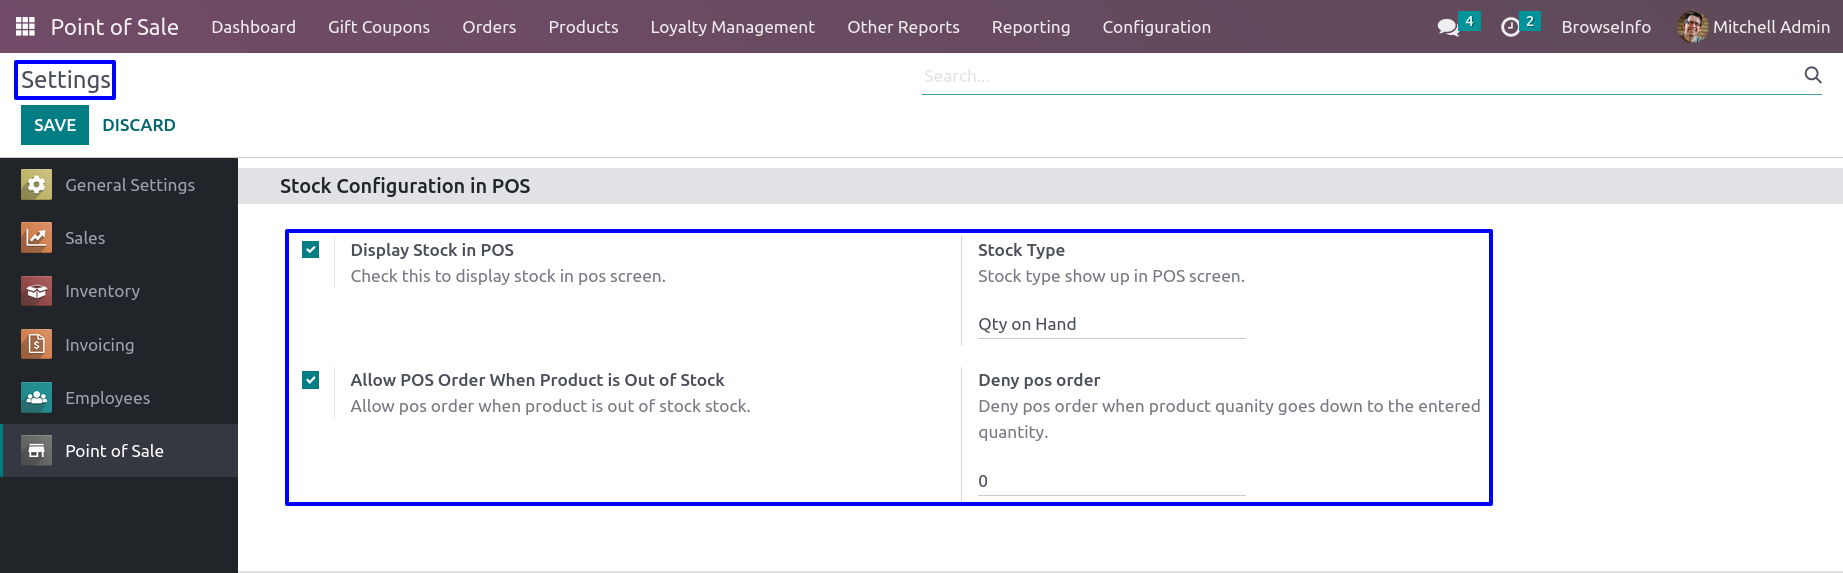 Point of Sale Dashboard Gift Coupons Orders Products Loyalty Management Other Reports Reporting Configuration 4 2 BrowseInfo Mitchell Admin
Settings
Search...
SAVE DISCARD
General Settings
Sales
Inventory
Invoicing
Employees
Point of Sale
Stock Configuration in POS
Display Stock in POS
Check this to display stock in pos screen.
Stock Type
Stock type show up in POS screen.
Qty on Hand
Allow POS Order When Product is Out of Stock
Allow pos order when product is out of stock stock.
Deny pos order
Deny pos order when product quanity goes down to the entered
quantity.
0